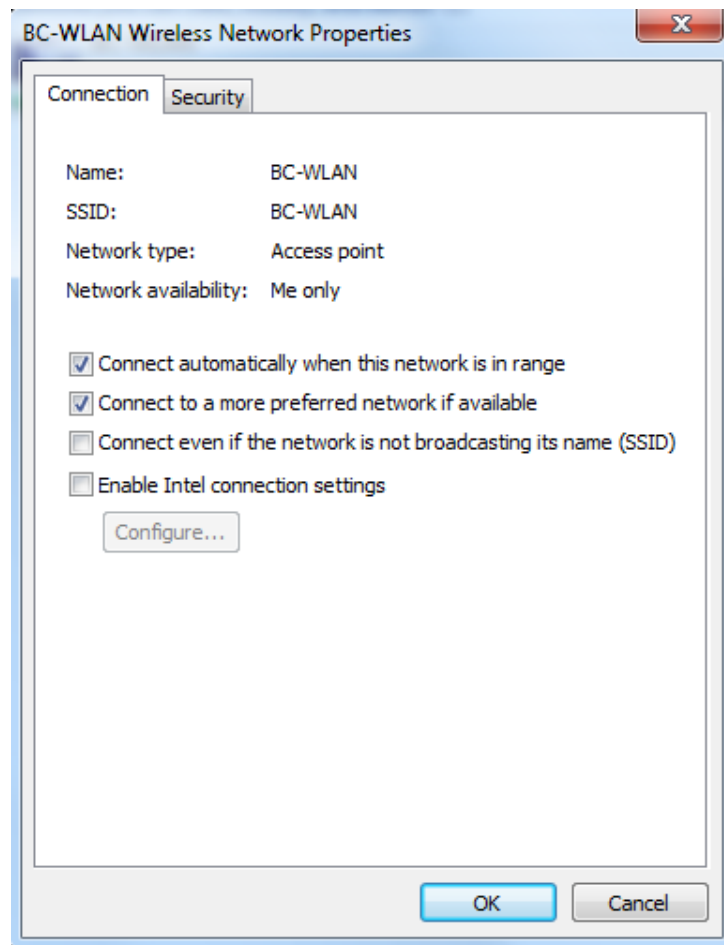 BC-WLAN Wireless Network Properties
Connection Security
Name: BC-WLAN
SSID: BC-WLAN
Network type: Access point
Network availability: Me only
Connect automatically when this network is in range
Connect to a more preferred network if available
Connect even if the network is not broadcasting its name (SSID)
Enable Intel connection settings
Configure...
OK Cancel